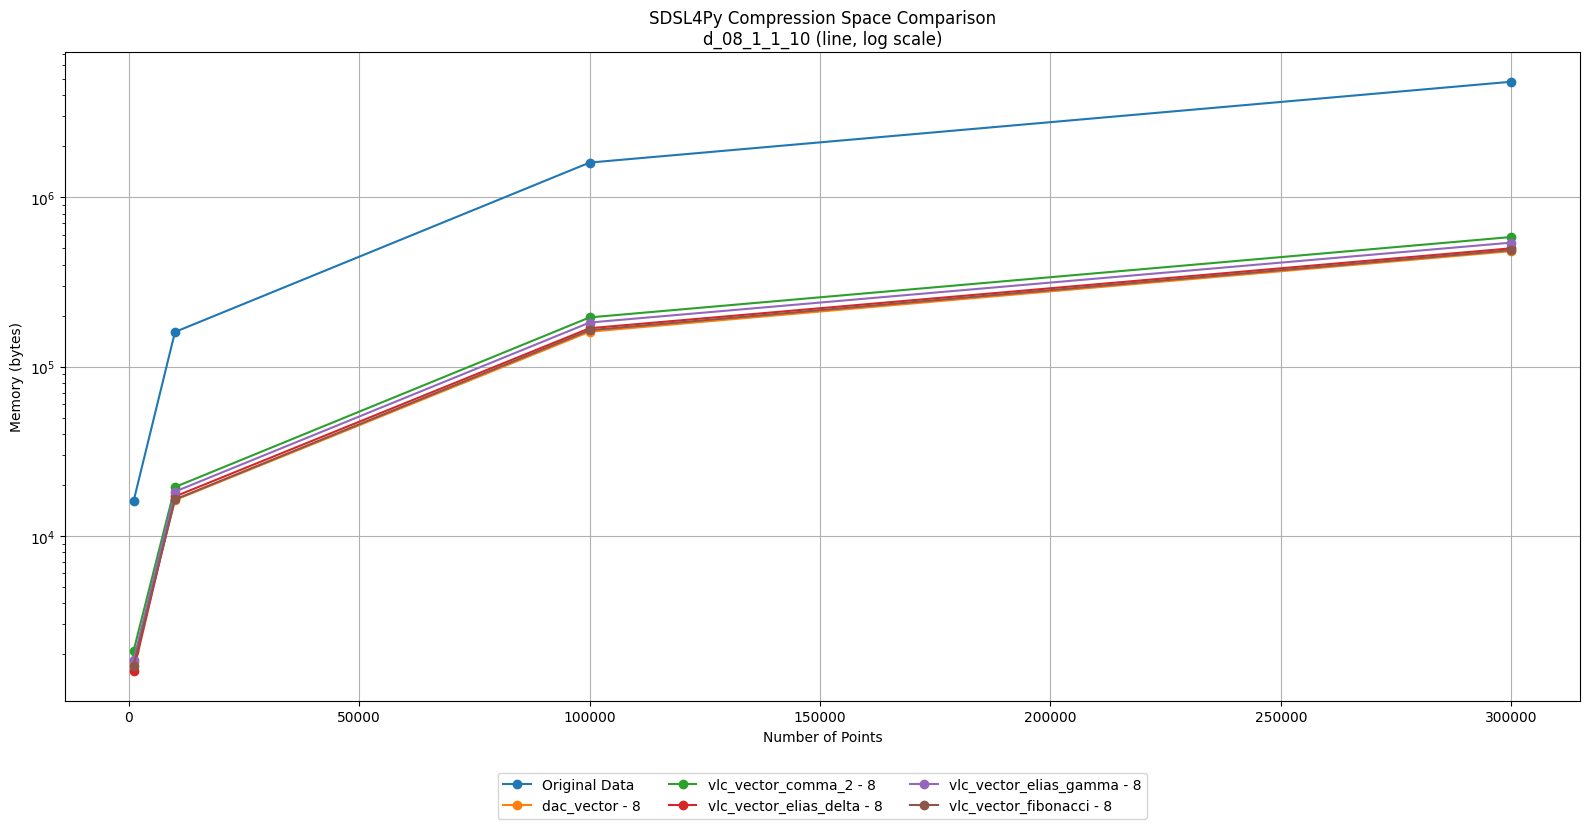 SDSL4Py Compression Space Comparison
d_08_1_1_10 (line, log scale)
Memory (bytes)
10^6
10^5
10^4
0 50000 100000 150000 200000 250000 300000
Number of Points
Original Data vlc_vector_comma_2 - 8 vlc_vector_elias_gamma - 8
dac_vector - 8 vlc_vector_elias_delta - 8 vlc_vector_fibonacci - 8